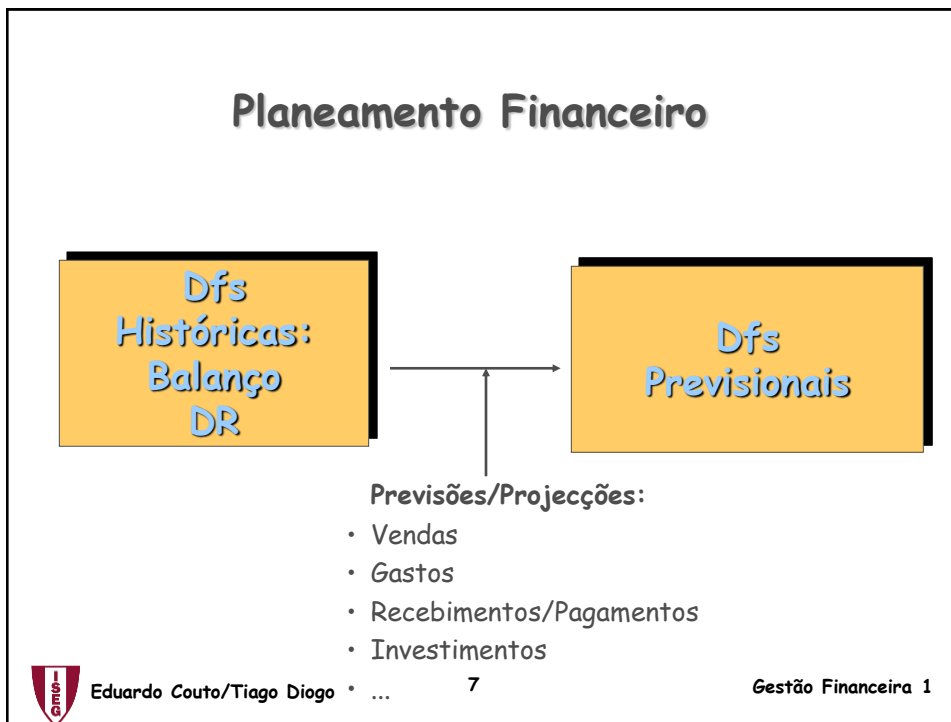 Planeamento Financeiro
Dfs
Históricas:
Balanço
DR
Dfs
Previsionais
Previsões/Projecções:
• Vendas
• Gastos
• Recebimentos/Pagamentos
• Investimentos
• ...
ISEG
Eduardo Couto/Tiago Diogo
7
Gestão Financeira 1